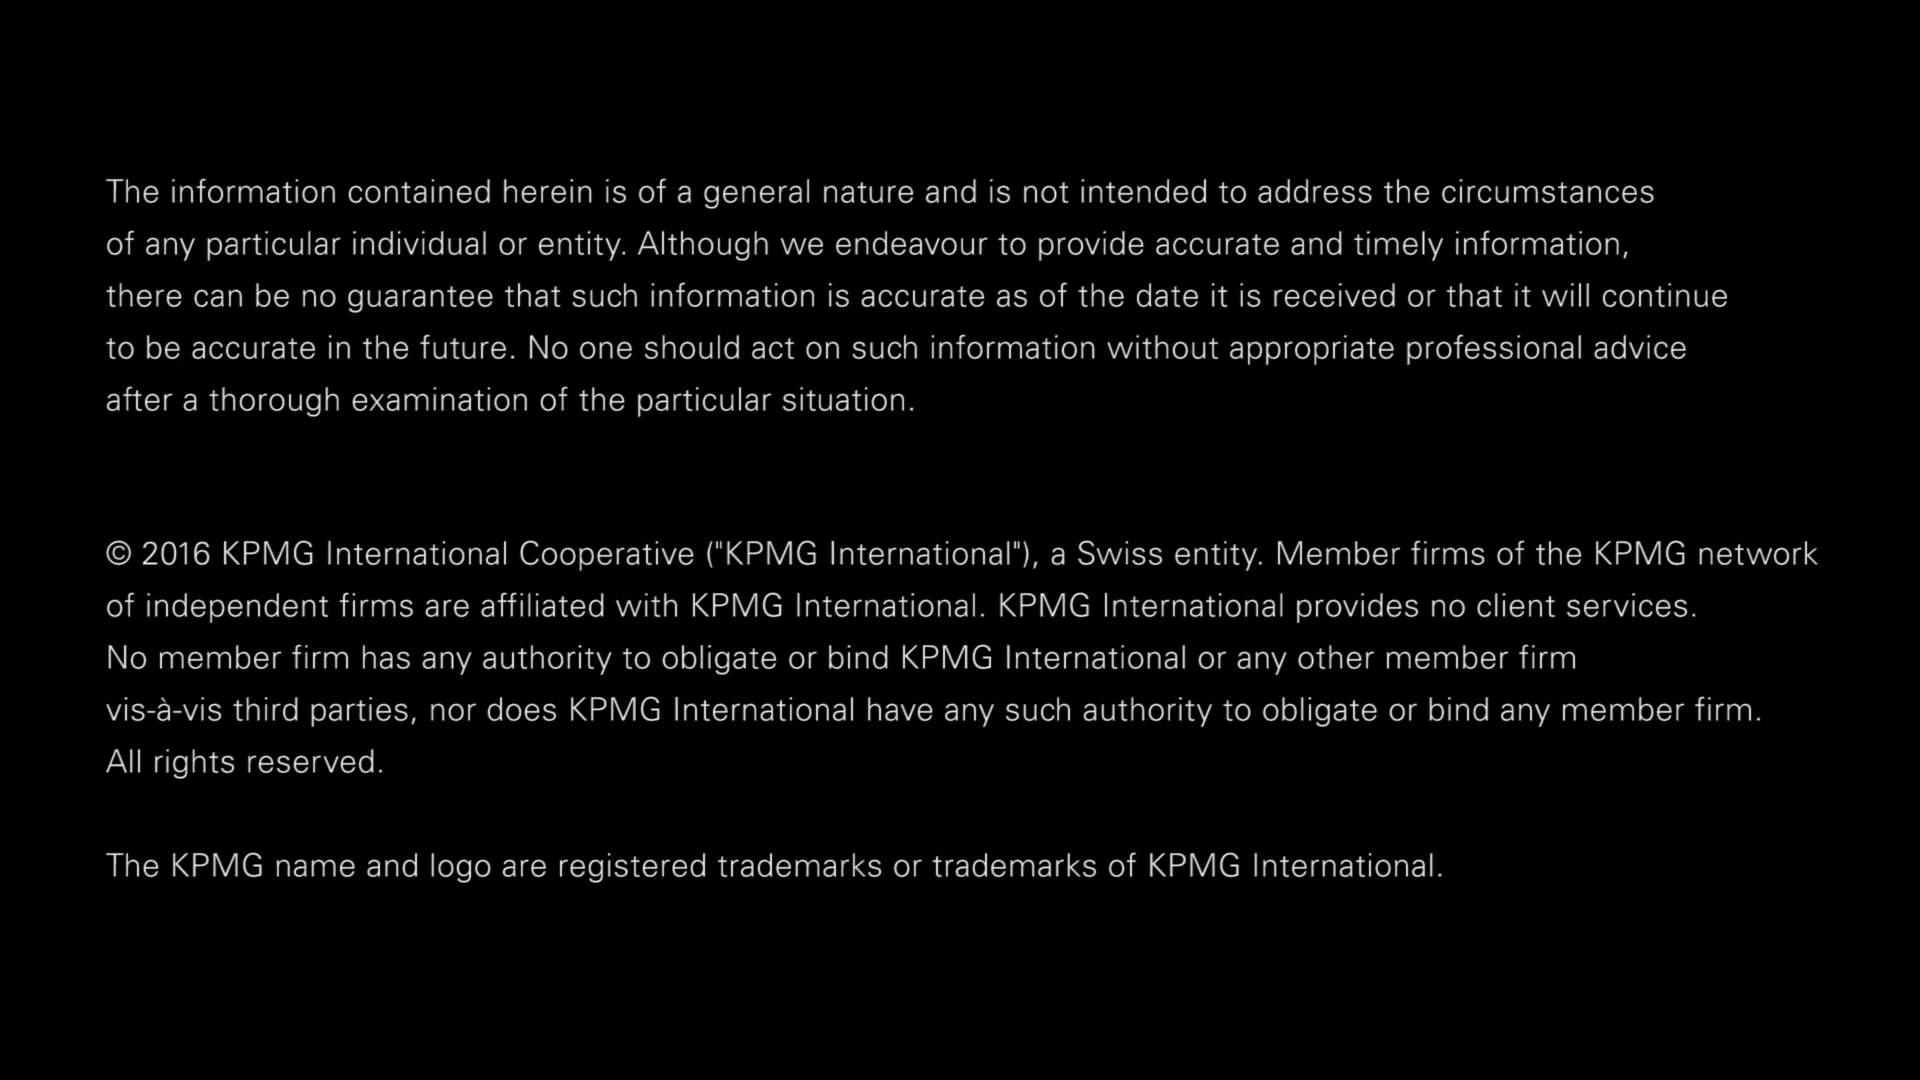 The information contained herein is of a general nature and is not intended to address the circumstances
of any particular individual or entity. Although we endeavour to provide accurate and timely information,
there can be no guarantee that such information is accurate as of the date it is received or that it will continue
to be accurate in the future. No one should act on such information without appropriate professional advice
after a thorough examination of the particular situation.
© 2016 KPMG International Cooperative ("KPMG International"), a Swiss entity. Member firms of the KPMG network
of independent firms are affiliated with KPMG International. KPMG International provides no client services.
No member firm has any authority to obligate or bind KPMG International or any other member firm
vis-à-vis third parties, nor does KPMG International have any such authority to obligate or bind any member firm.
All rights reserved.
The KPMG name and logo are registered trademarks or trademarks of KPMG International.